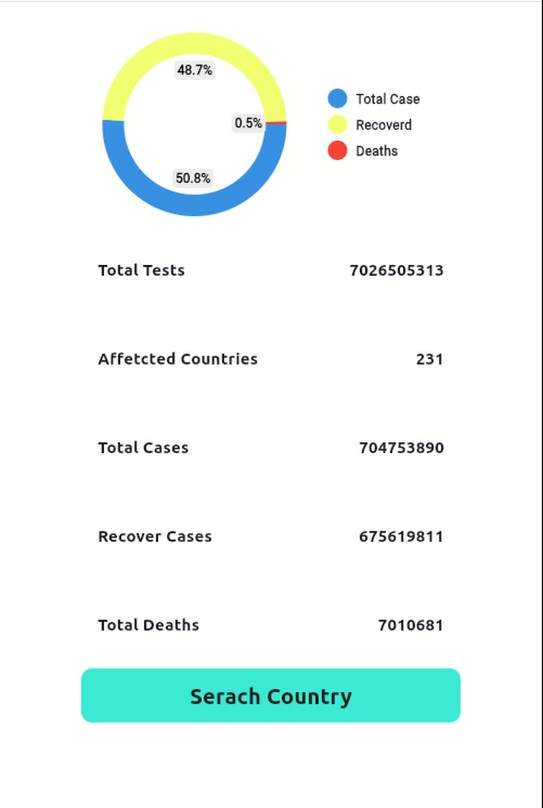 48.7%
0.5%
50.8%
Total Case
Recoverd
Deaths
Total Tests 7026505313
Affetcted Countries 231
Total Cases 704753890
Recover Cases 675619811
Total Deaths 7010681
Serach Country